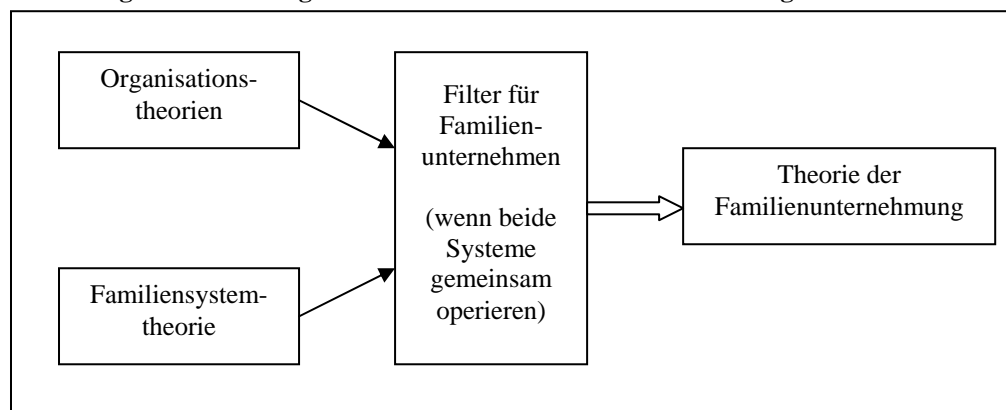 Organisations-
theorien
Familiensystem-
theorie
Filter für
Familien-
unternehmen
(wenn beide
Systeme
gemeinsam
operieren)
Theorie der
Familienunternehmung